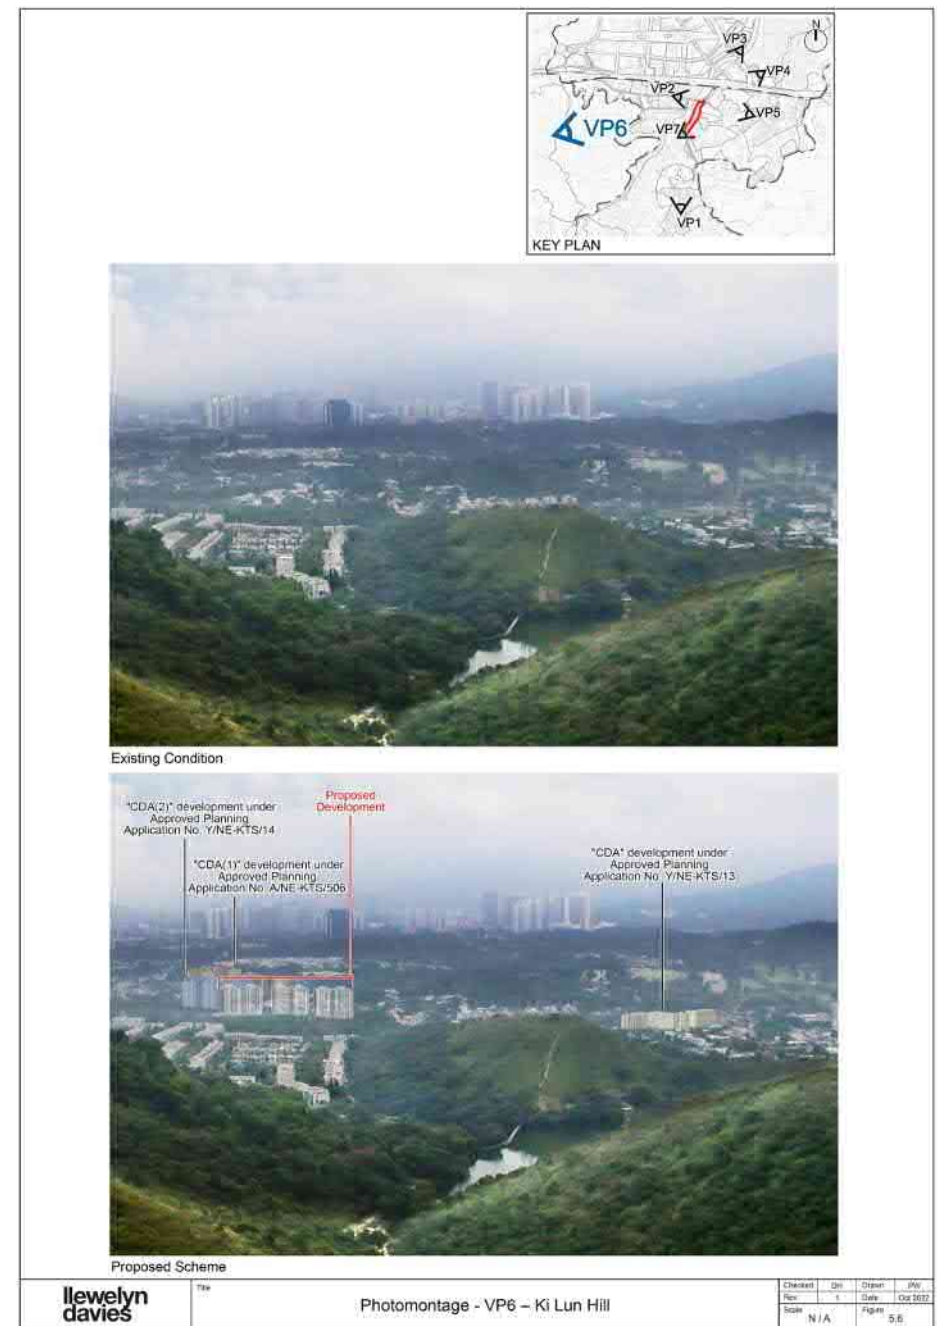 N
VP3
VP4
VP2
VP5
VP6
VP7
VP1
KEY PLAN
Existing Condition
Proposed
Development
"CDA(2)" development under
Approved Planning
Application No. Y/NE-KTS/14
"CDA(1)" development under
Approved Planning
Application No. A/NE-KTS/506
"CDA" development under
Approved Planning
Application No. Y/NE-KTS/13
Proposed Scheme
llewelyn
davies
Title
Photomontage - VP6 – Ki Lun Hill
Checked DH Drawn PW
Rev 1 Date Oct 2022
Scale N / A Figure 5.6